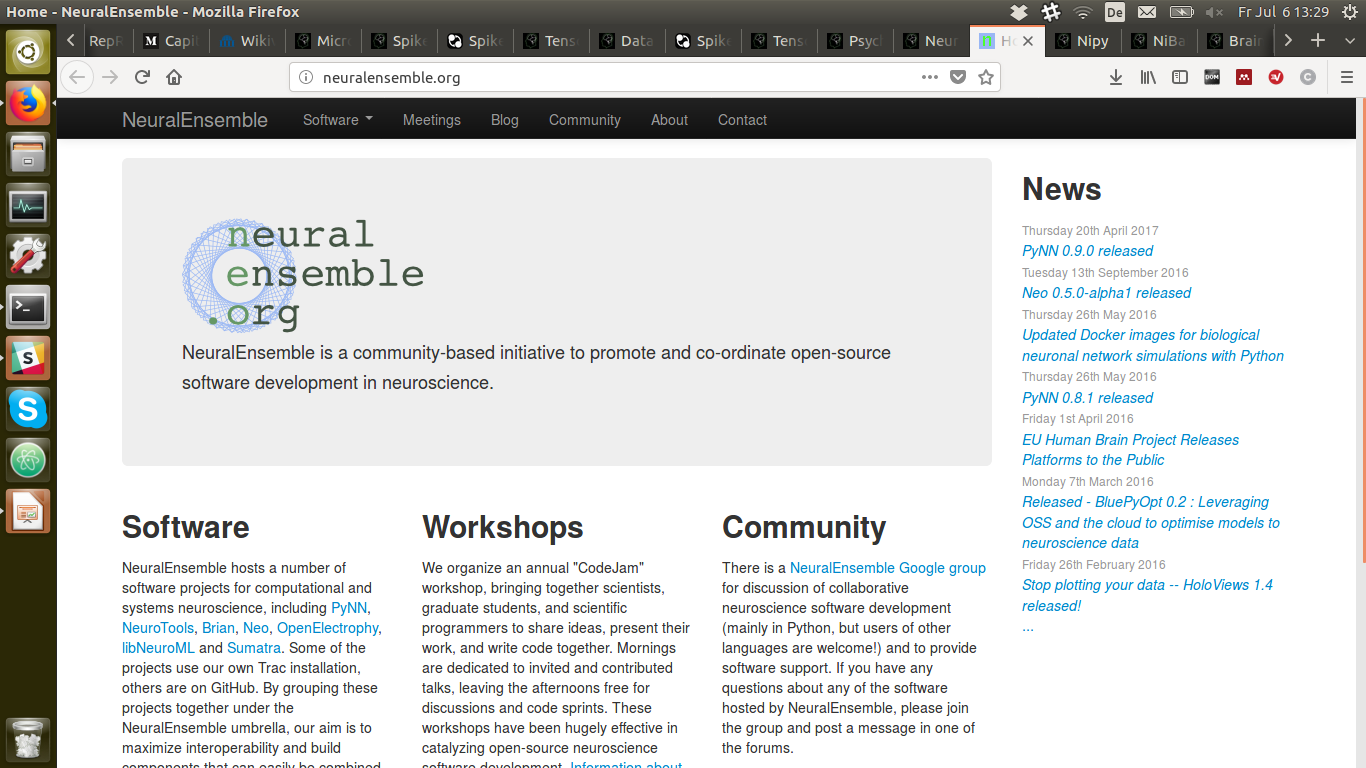 Home - NeuralEnsemble - Mozilla Firefox
De
Fr Jul 6 13:29
RepR
Capit
Wikiv
Micro
Spike
Spike
Tens
Data
Spike
Tens
Psych
Neur
Ho
Nipy
NiBa
Brain
neuralensemble.org
NeuralEnsemble
Software
Meetings
Blog
Community
About
Contact
neural
ensemble
.org
NeuralEnsemble is a community-based initiative to promote and co-ordinate open-source
software development in neuroscience.
Software
NeuralEnsemble hosts a number of
software projects for computational and
systems neuroscience, including PyNN,
NeuroTools, Brian, Neo, OpenElectrophy,
libNeuroML and Sumatra. Some of the
projects use our own Trac installation,
others are on GitHub. By grouping these
projects together under the
NeuralEnsemble umbrella, our aim is to
maximize interoperability and build
components that can easily be combined
Workshops
We organize an annual "CodeJam"
workshop, bringing together scientists,
graduate students, and scientific
programmers to share ideas, present their
work, and write code together. Mornings
are dedicated to invited and contributed
talks, leaving the afternoons free for
discussions and code sprints. These
workshops have been hugely effective in
catalyzing open-source neuroscience
software development. Information about
Community
There is a NeuralEnsemble Google group
for discussion of collaborative
neuroscience software development
(mainly in Python, but users of other
languages are welcome!) and to provide
software support. If you have any
questions about any of the software
hosted by NeuralEnsemble, please join
the group and post a message in one of
the forums.
News
Thursday 20th April 2017
PyNN 0.9.0 released
Tuesday 13th September 2016
Neo 0.5.0-alpha1 released
Thursday 26th May 2016
Updated Docker images for biological
neuronal network simulations with Python
Thursday 26th May 2016
PyNN 0.8.1 released
Friday 1st April 2016
EU Human Brain Project Releases
Platforms to the Public
Monday 7th March 2016
Released - BluePyOpt 0.2 : Leveraging
OSS and the cloud to optimise models to
neuroscience data
Friday 26th February 2016
Stop plotting your data -- HoloViews 1.4
released!
...